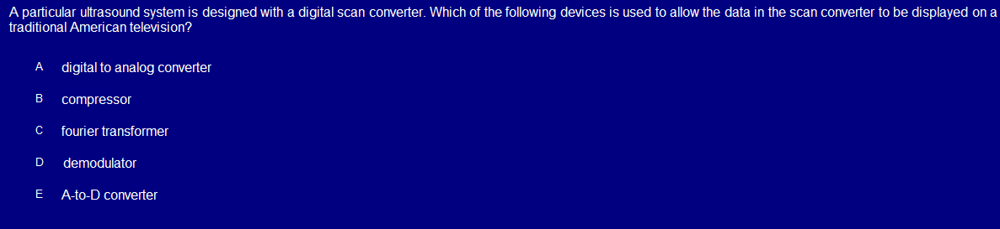 A particular ultrasound system is designed with a digital scan converter. Which of the following devices is used to allow the data in the scan converter to be displayed on a
traditional American television?
A digital to analog converter
B compressor
C fourier transformer
D demodulator
E A-to-D converter